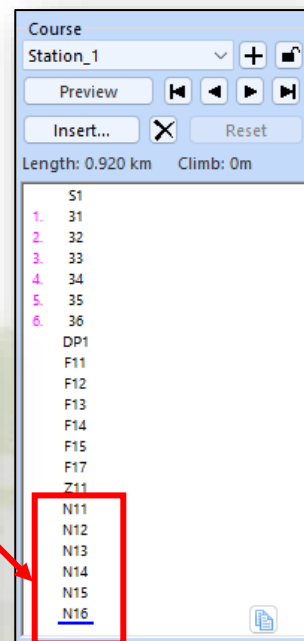 Course
Station_1
Preview
Insert... Reset
Length: 0.920 km Climb: 0m
S1
1. 31
2. 32
3. 33
4. 34
5. 35
6. 36
DP1
F11
F12
F13
F14
F15
F17
Z11
N11
N12
N13
N14
N15
N16